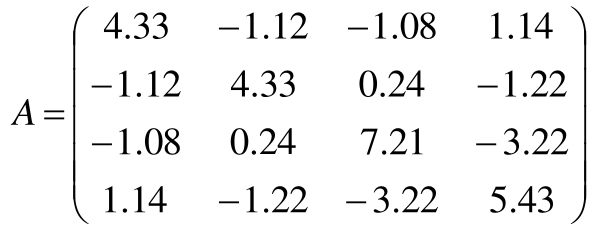 4.33 −1.12 −1.08 1.14
−1.12 4.33 0.24 −1.22
A = −1.08 0.24 7.21 −3.22
1.14 −1.22 −3.22 5.43